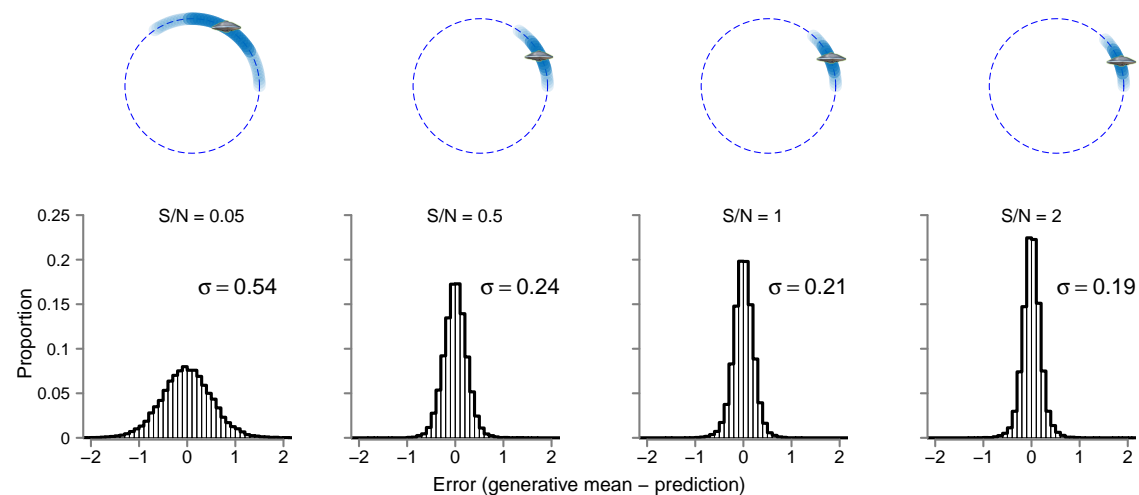 S/N = 0.05
S/N = 0.5
S/N = 1
S/N = 2
σ = 0.54
σ = 0.24
σ = 0.21
σ = 0.19
Proportion
0.25
0.2
0.15
0.1
0.05
0
−2 −1 0 1 2
−2 −1 0 1 2
−2 −1 0 1 2
−2 −1 0 1 2
Error (generative mean − prediction)